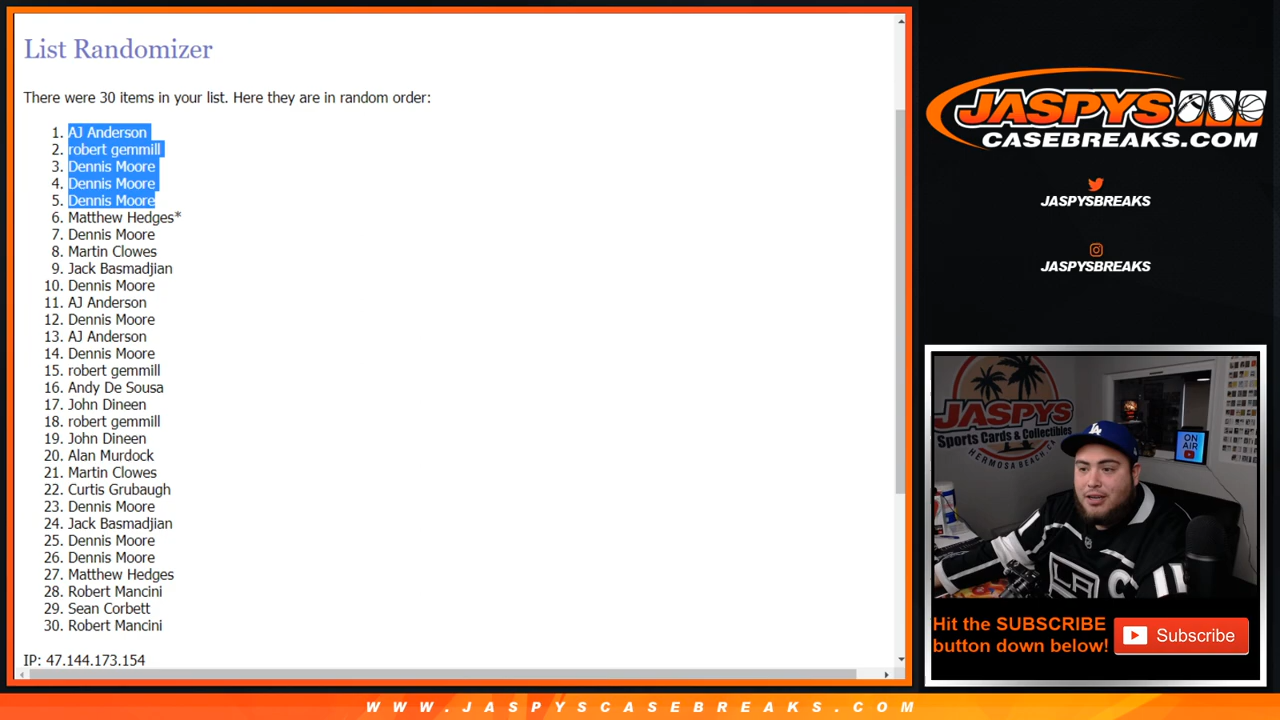 List Randomizer
There were 30 items in your list. Here they are in random order:
1. AJ Anderson
2. robert gemmill
3. Dennis Moore
4. Dennis Moore
5. Dennis Moore
6. Matthew Hedges*
7. Dennis Moore
8. Martin Clowes
9. Jack Basmadjian
10. Dennis Moore
11. AJ Anderson
12. Dennis Moore
13. AJ Anderson
14. Dennis Moore
15. robert gemmill
16. Andy De Sousa
17. John Dineen
18. robert gemmill
19. John Dineen
20. Alan Murdock
21. Martin Clowes
22. Curtis Grubaugh
23. Dennis Moore
24. Jack Basmadjian
25. Dennis Moore
26. Dennis Moore
27. Matthew Hedges
28. Robert Mancini
29. Sean Corbett
30. Robert Mancini
IP: 47.144.173.154
JASPYS
CASEBREAKS.COM
JASPYSBREAKS
JASPYSBREAKS
JASPYS
Sports Cards & Collectibles
HERMOSA BEACH, CA
ON
AIR
LA
LA
C
Hit the SUBSCRIBE
button down below!
Subscribe
WWW.JASPYSCASEBREAKS.COM